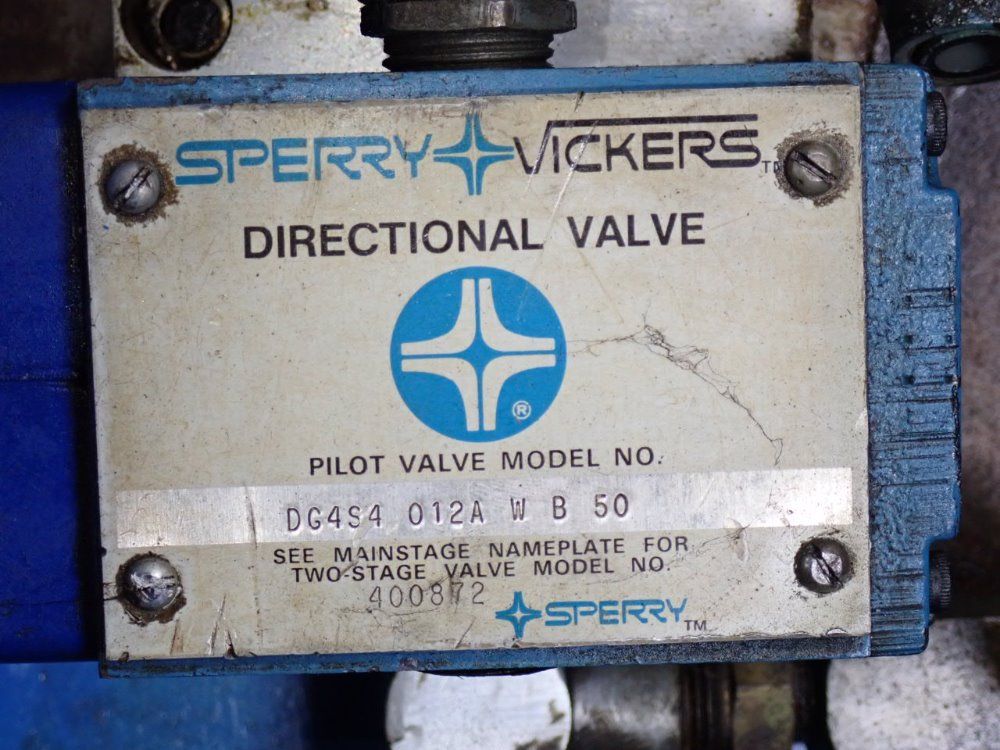 SPERRY VICKERS TM
DIRECTIONAL VALVE
®
PILOT VALVE MODEL NO.
DG4S4 012A W B 50
SEE MAINSTAGE NAMEPLATE FOR
TWO-STAGE VALVE MODEL NO.
400872
SPERRY TM